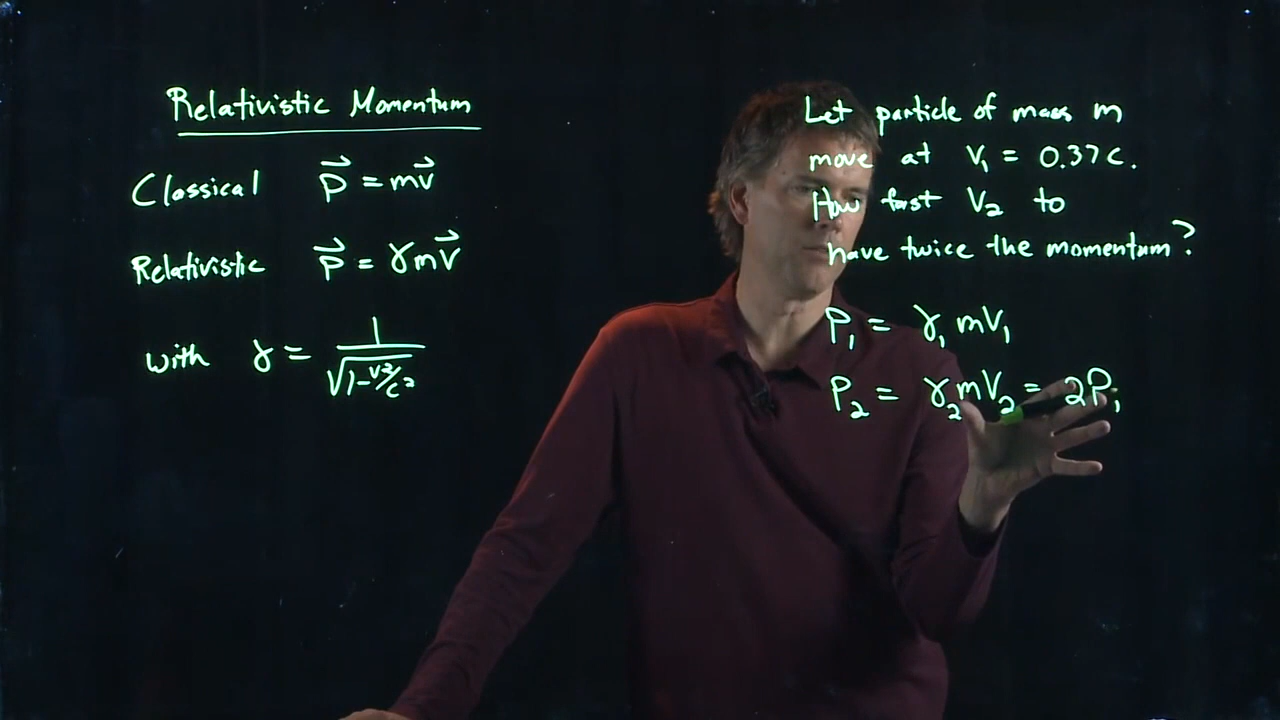 Relativistic Momentum
Classical p⃗ = mv⃗
Relativistic p⃗ = γmv⃗
with γ = 1/√(1-v²/c²)
Let particle of mass m
move at V₁ = 0.37c.
How fast V₂ to
have twice the momentum?
P₁ = γ₁mV₁
P₂ = γ₂mV₂ = 2P₁